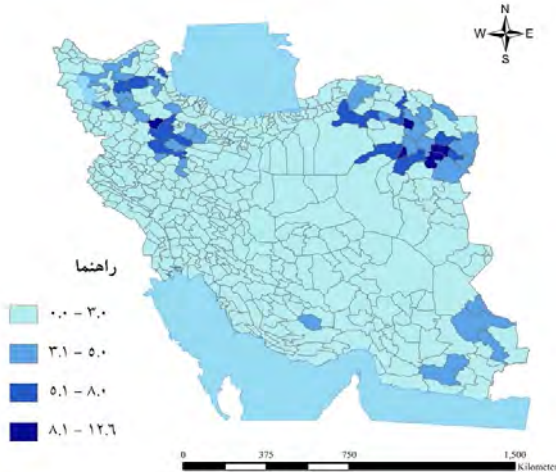 N
W E
S
راهنما
۰.۰ - ۳.۰
۳.۱ - ۵.۰
۵.۱ - ۸.۰
۸.۱ - ۱۲.۶
0 375 750 1,500
Kilometer